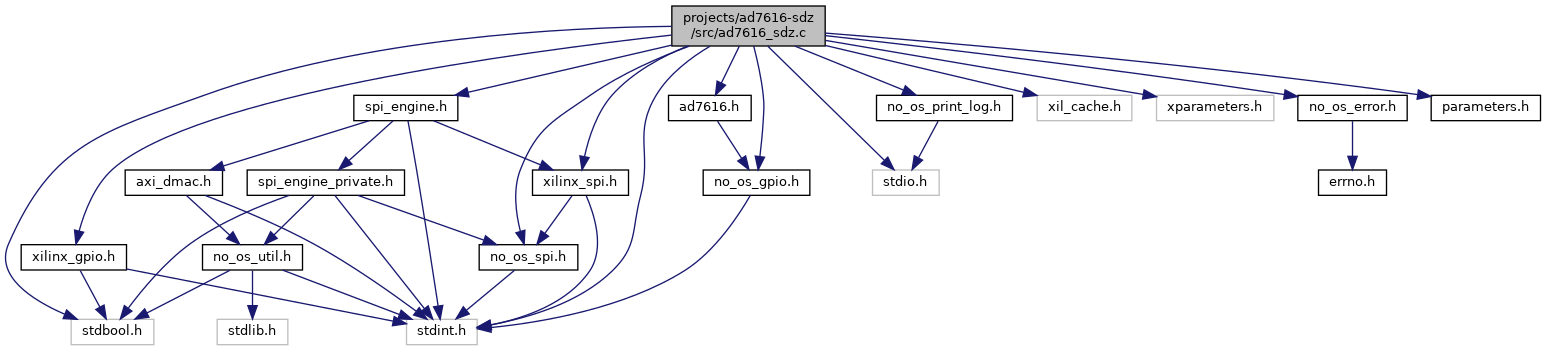 projects/ad7616-sdz
/src/ad7616_sdz.c
spi_engine.h
ad7616.h
no_os_print_log.h
xil_cache.h
xparameters.h
no_os_error.h
parameters.h
axi_dmac.h
spi_engine_private.h
xilinx_spi.h
no_os_gpio.h
stdio.h
errno.h
xilinx_gpio.h
no_os_util.h
no_os_spi.h
stdbool.h
stdlib.h
stdint.h